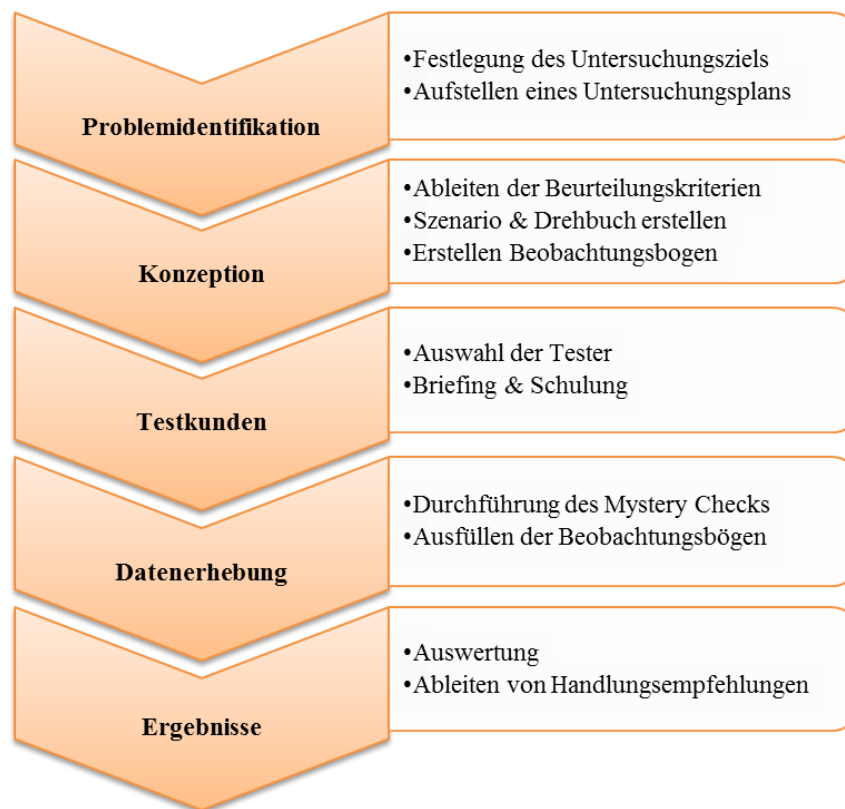 Problemidentifikation
•Festlegung des Untersuchungsziels
•Aufstellen eines Untersuchungsplans
Konzeption
•Ableiten der Beurteilungskriterien
•Szenario & Drehbuch erstellen
•Erstellen Beobachtungsbogen
Testkunden
•Auswahl der Tester
•Briefing & Schulung
Datenerhebung
•Durchführung des Mystery Checks
•Ausfüllen der Beobachtungsbögen
Ergebnisse
•Auswertung
•Ableiten von Handlungsempfehlungen